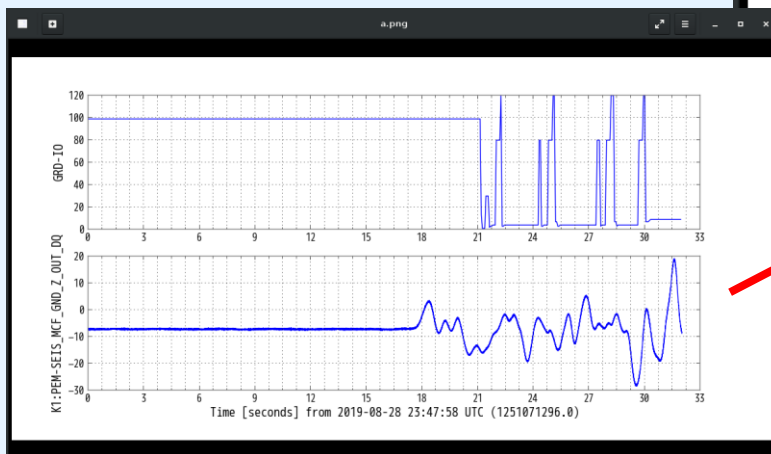 a.png
GRD-IO
120
100
80
60
40
20
0
0 3 6 9 12 15 18 21 24 27 30 33
K1:PEM-SEIS_MCF_GND_Z_OUT_DQ
20
10
0
−10
−20
−30
0 3 6 9 12 15 18 21 24 27 30 33
Time [seconds] from 2019-08-28 23:47:58 UTC (1251071296.0)